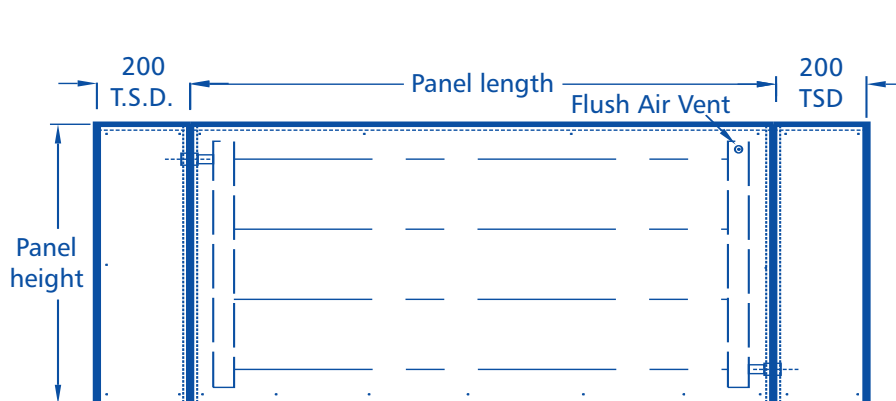 200
T.S.D.
Panel length
Flush Air Vent
200
TSD
Panel
height